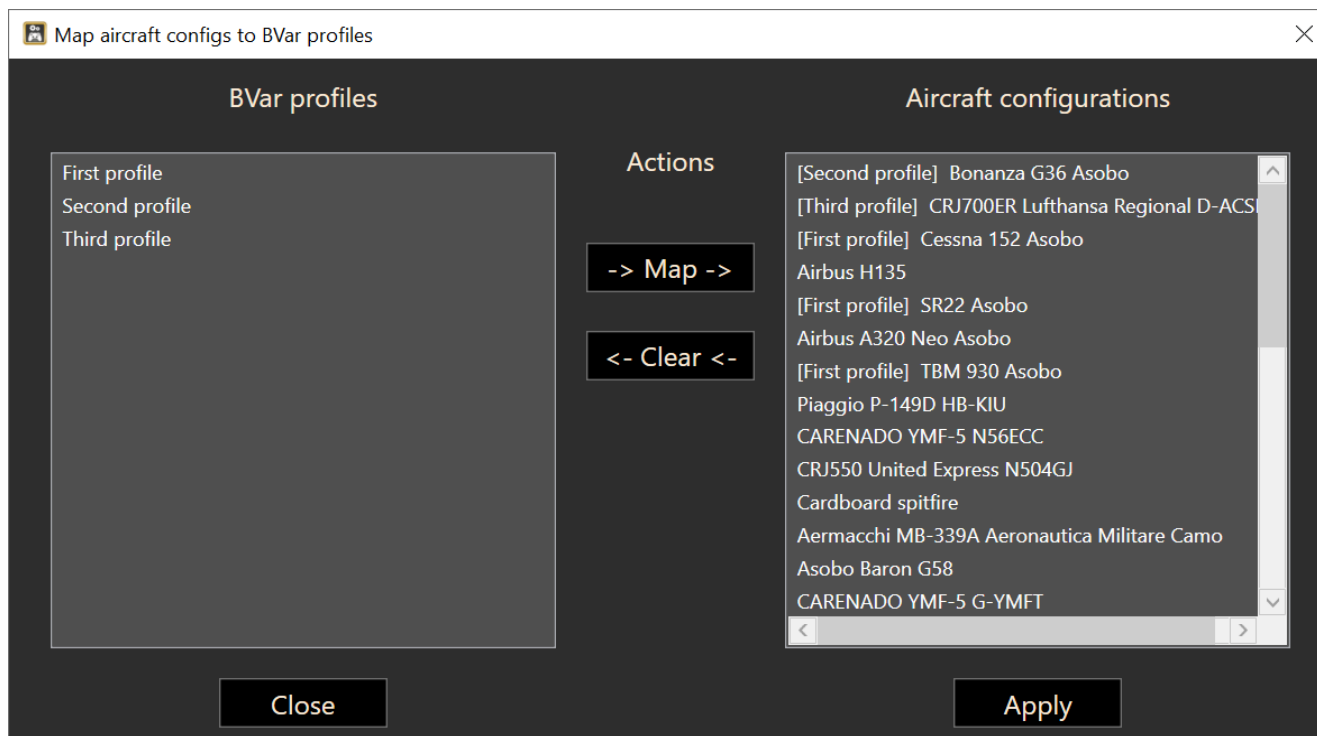 Map aircraft configs to BVar profiles
BVar profiles
First profile
Second profile
Third profile
Actions
-> Map ->
<- Clear <-
Aircraft configurations
[Second profile] Bonanza G36 Asobo
[Third profile] CRJ700ER Lufthansa Regional
[First profile] Cessna 152 Asobo
Airbus H135
[First profile] SR22 Asobo
Airbus A320 Neo Asobo
[First profile] TBM 930 Asobo
Piaggio P-149D HB-KIU
CARENADO YMF-5 N56ECC
CRJ550 United Express N504GJ
Cardboard spitfire
Aermacchi MB-339A Aeronautica Militare Camo
Asobo Baron G58
CARENADO YMF-5 G-YMFT
Close
Apply